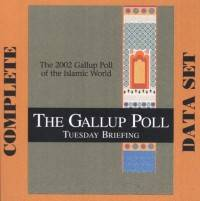 COMPLETE
The 2002 Gallup Poll
of the Islamic World
THE GALLUP POLL
TUESDAY BRIEFING
DATA SET